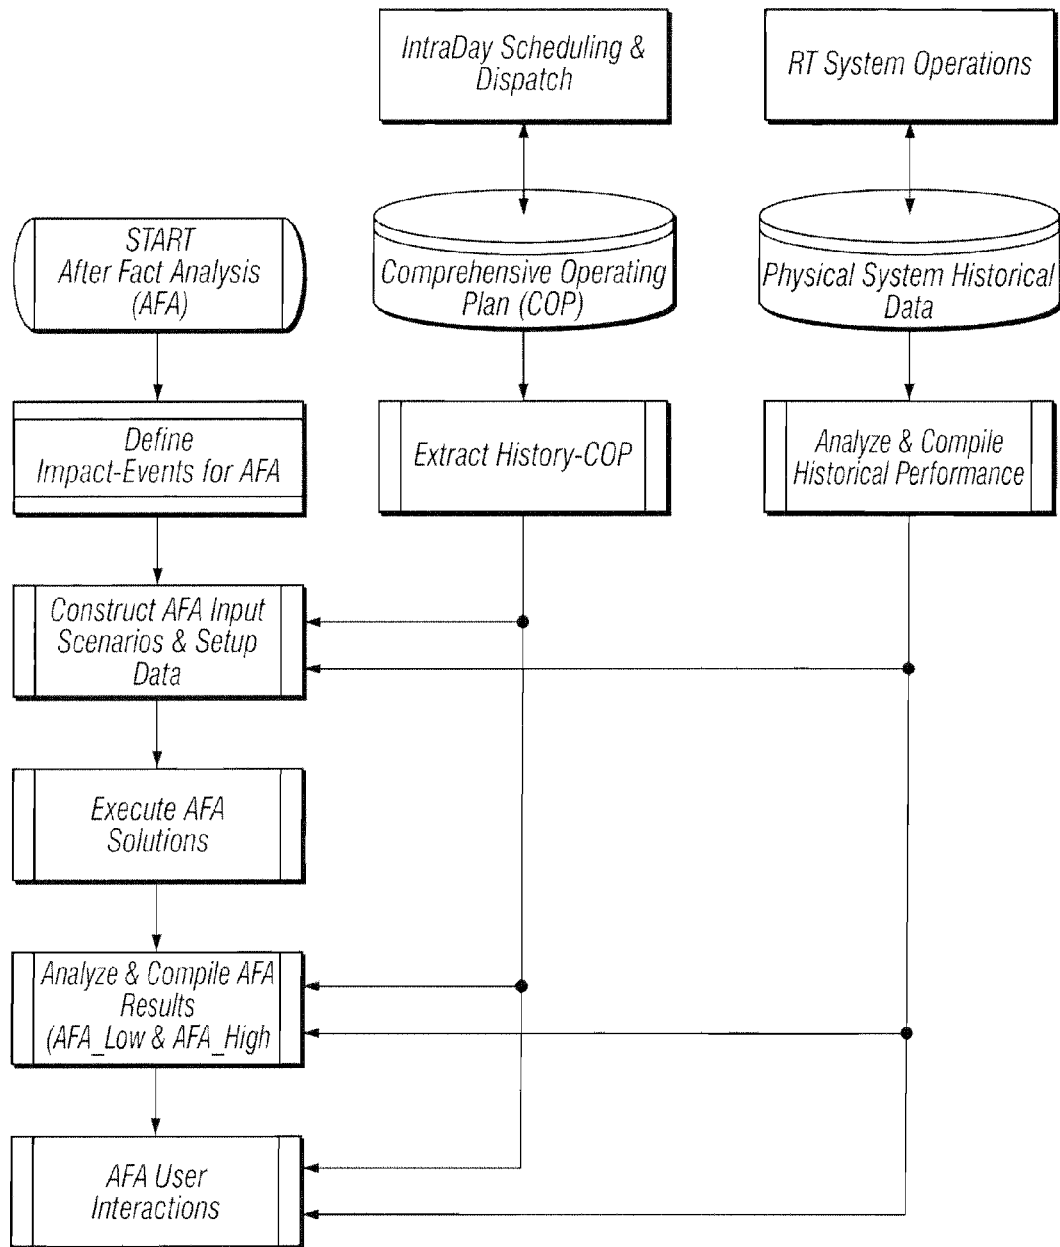 IntraDay Scheduling &
Dispatch
RT System Operations
START
After Fact Analysis
(AFA)
Comprehensive Operating
Plan (COP)
Physical System Historical
Data
Define
Impact-Events for AFA
Extract History-COP
Analyze & Compile
Historical Performance
Construct AFA Input
Scenarios & Setup
Data
Execute AFA
Solutions
Analyze & Compile AFA
Results
(AFA_Low & AFA_High
AFA User
Interactions